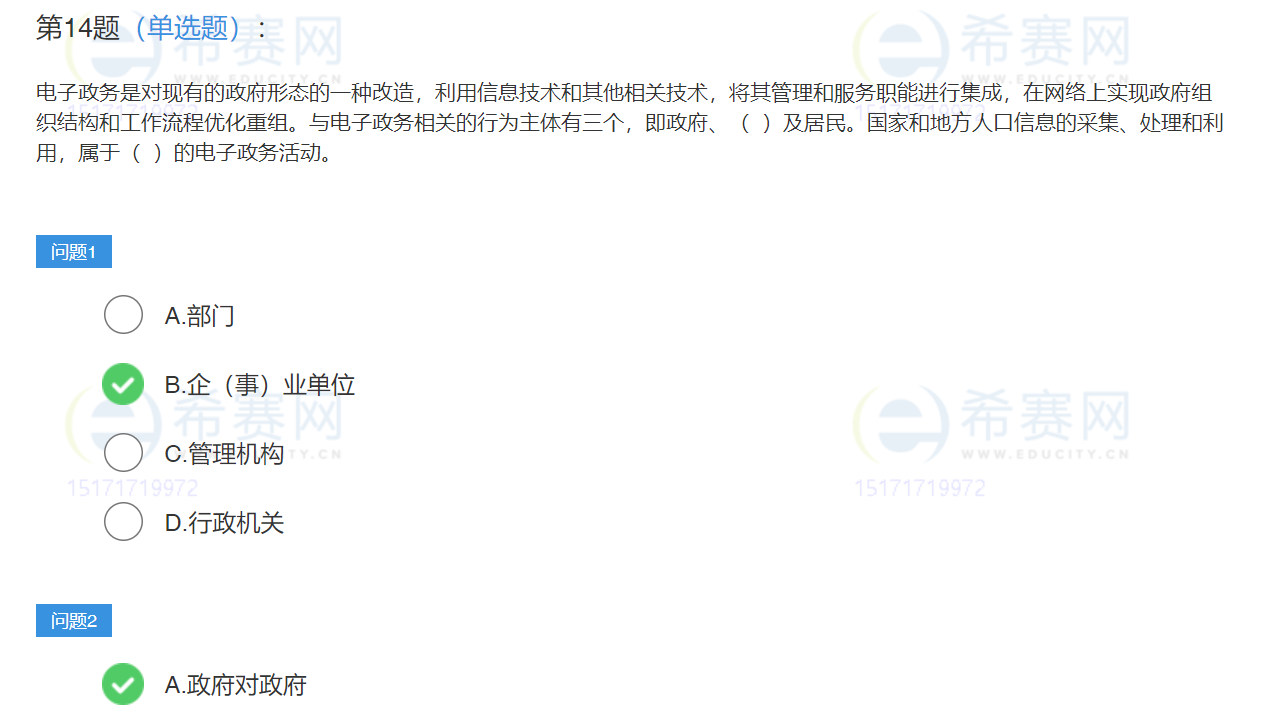 第14题（单选题）：
希赛网
WWW.EDUCITY.CN
希赛网
WWW.EDUCITY.CN
15171719972
15171719972
电子政务是对现有的政府形态的一种改造，利用信息技术和其他相关技术，将其管理和服务职能进行集成，在网络上实现政府组
织结构和工作流程优化重组。与电子政务相关的行为主体有三个，即政府、（ ）及居民。国家和地方人口信息的采集、处理和利
用，属于（ ）的电子政务活动。
问题1
A.部门
B.企（事）业单位
希赛网
WWW.EDUCITY.CN
希赛网
WWW.EDUCITY.CN
C.管理机构
15171719972
15171719972
D.行政机关
问题2
A.政府对政府